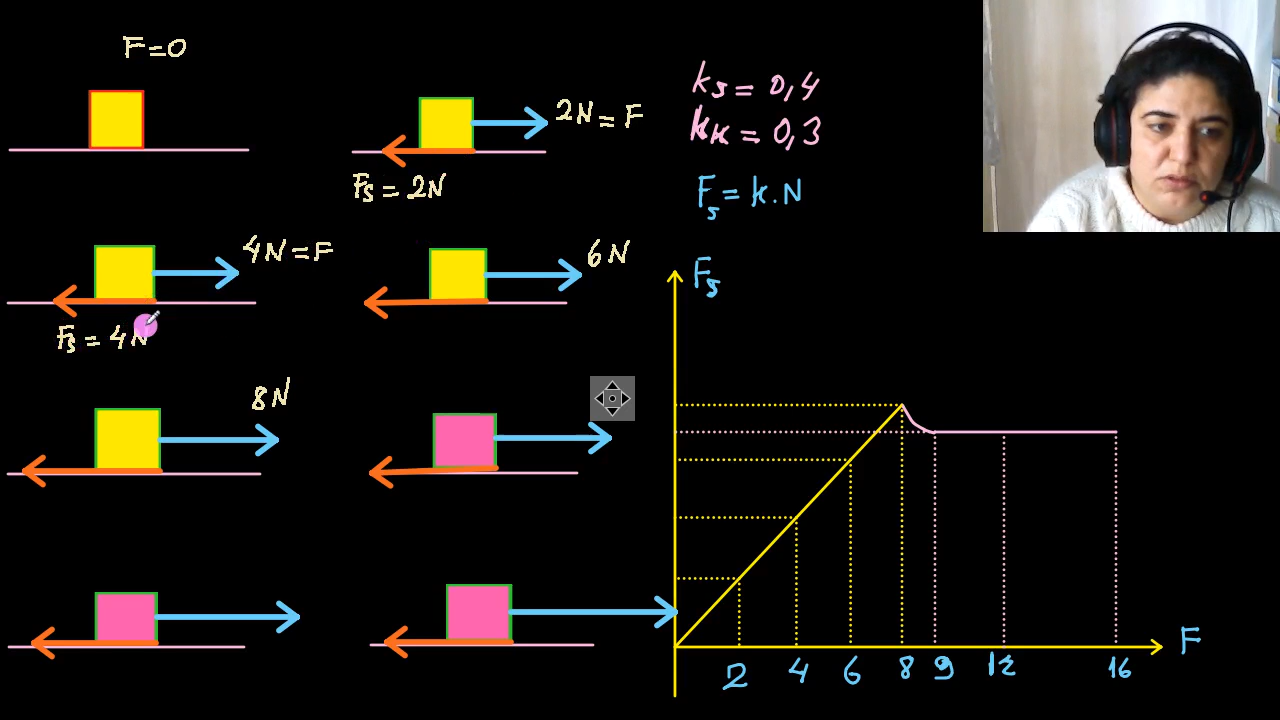 F=0
2N=F
Fs=2N
4N=F
Fs=4N
6N
8N
ks=0,4
kk=0,3
Fs=k.N
Fs
F
2 4 6 8 9 12 16